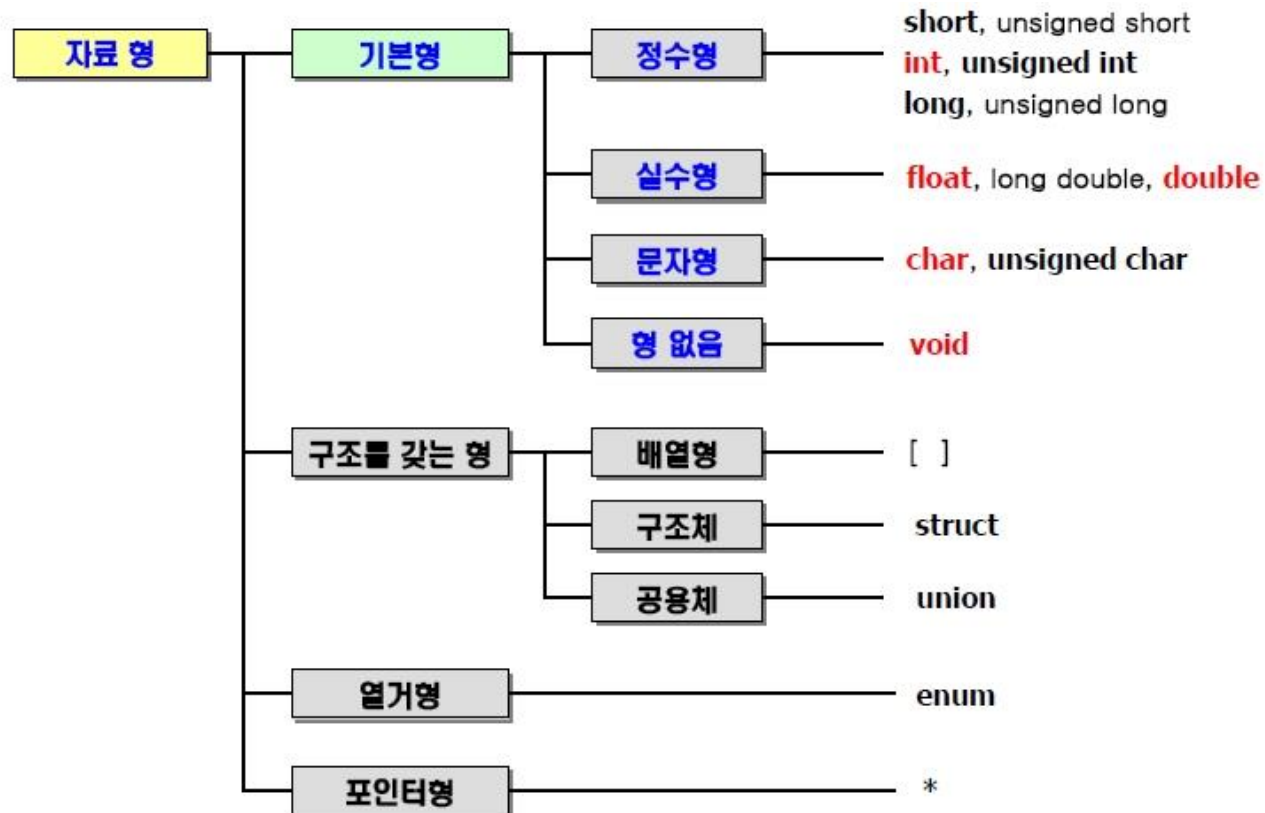 자료 형
기본형
정수형
short, unsigned short
int, unsigned int
long, unsigned long
실수형
float, long double, double
문자형
char, unsigned char
형 없음
void
구조를 갖는 형
배열형
[ ]
구조체
struct
공용체
union
열거형
enum
포인터형
*